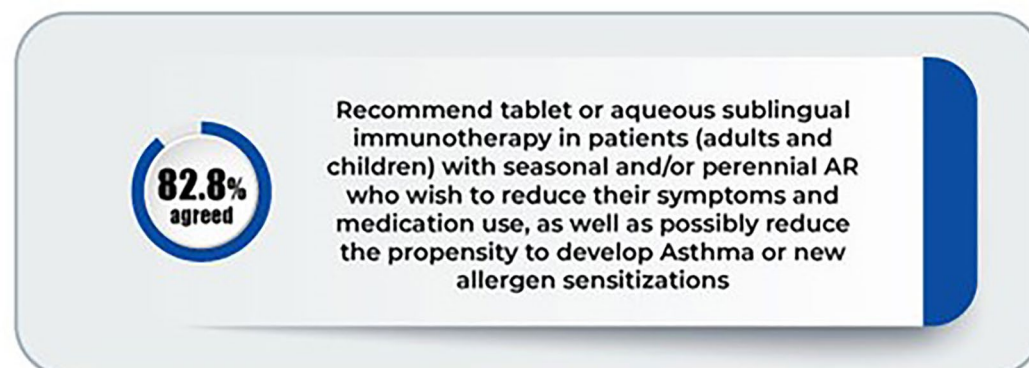 82.8%
agreed
Recommend tablet or aqueous sublingual
immunotherapy in patients (adults and
children) with seasonal and/or perennial AR
who wish to reduce their symptoms and
medication use, as well as possibly reduce
the propensity to develop Asthma or new
allergen sensitizations